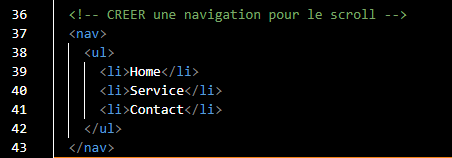 36 <!-- CREER une navigation pour le scroll -->
37 <nav>
38 <ul>
39 <li>Home</li>
40 <li>Service</li>
41 <li>Contact</li>
42 </ul>
43 </nav>